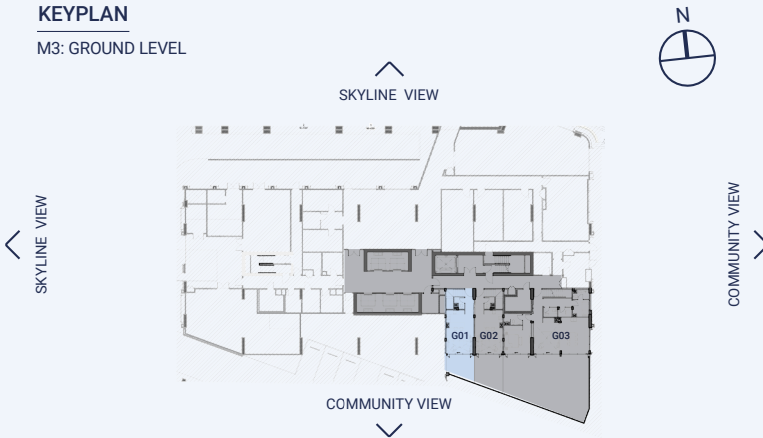 KEYPLAN
M3: GROUND LEVEL
N
SKYLINE VIEW
SKYLINE VIEW
COMMUNITY VIEW
G01 G02 G03
COMMUNITY VIEW